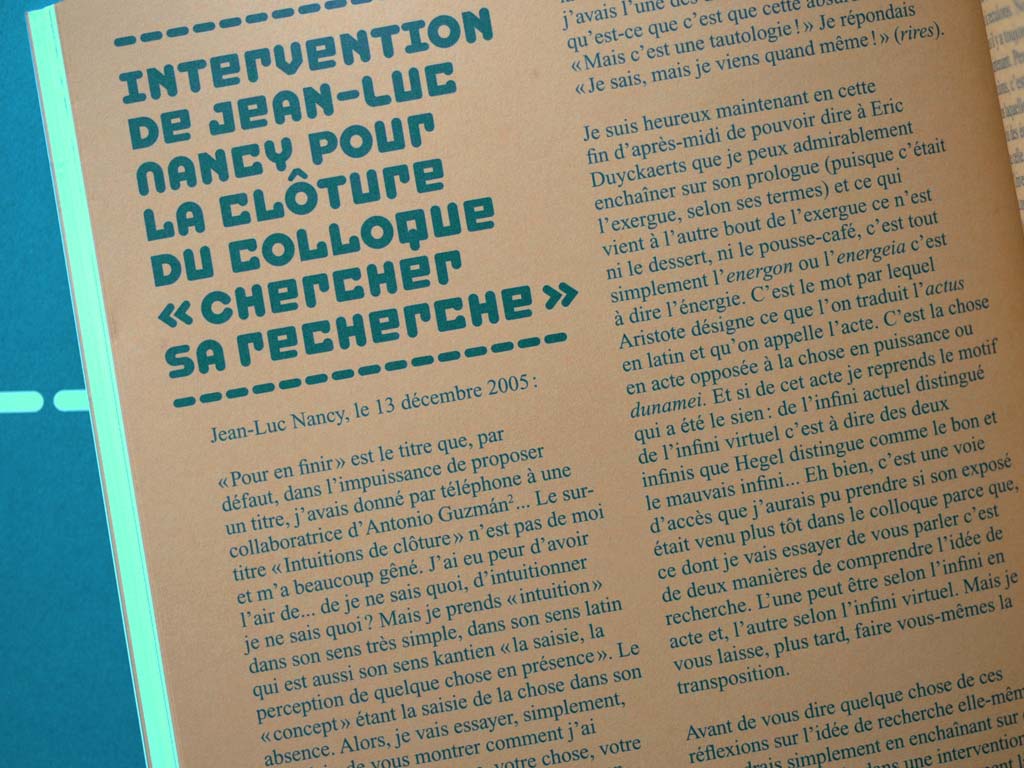 INTERVENTION
DE JEAN-LUC
NANCY POUR
LA CLÔTURE
DU COLLOQUE
« CHERCHER
SA RECHERCHE »
Jean-Luc Nancy, le 13 décembre 2005 :
« Pour en finir » est le titre que, par
défaut, dans l'impuissance de proposer
un titre, j'avais donné par téléphone à une
collaboratrice d'Antonio Guzmán²... Le sur-
titre « Intuitions de clôture » n'est pas de moi
et m'a beaucoup gêné. J'ai eu peur d'avoir
l'air de... de je ne sais quoi, d'intuitionner
je ne sais quoi ? Mais je prends « intuition »
dans son sens très simple, dans son sens latin
qui est aussi son sens kantien « la saisie, la
perception de quelque chose en présence ». Le
« concept » étant la saisie de la chose dans son
absence. Alors, je vais essayer, simplement,
de vous montrer comment j'ai
votre chose, votre
j'avais l'une des
qu'est-ce que c'est que cette
« Mais c'est une tautologie ! » Je répondais
« Je sais, mais je viens quand même ! » (rires).
Je suis heureux maintenant en cette
fin d'après-midi de pouvoir dire à Eric
Duyckaerts que je peux admirablement
enchaîner sur son prologue (puisque c'était
l'exergue, selon ses termes) et ce qui
vient à l'autre bout de l'exergue ce n'est
ni le dessert, ni le pousse-café, c'est tout
simplement l'energon ou l'energeia c'est
à dire l'énergie. C'est le mot par lequel
Aristote désigne ce que l'on traduit l'actus
en latin et qu'on appelle l'acte. C'est la chose
en acte opposée à la chose en puissance ou
dunamei. Et si de cet acte je reprends le motif
qui a été le sien : de l'infini actuel distingué
de l'infini virtuel c'est à dire des deux
infinis que Hegel distingue comme le bon et
le mauvais infini... Eh bien, c'est une voie
d'accès que j'aurais pu prendre si son exposé
était venu plus tôt dans le colloque parce que,
ce dont je vais essayer de vous parler c'est
de deux manières de comprendre l'idée de
recherche. L'une peut être selon l'infini en
acte et, l'autre selon l'infini virtuel. Mais je
vous laisse, plus tard, faire vous-mêmes la
transposition.
Avant de vous dire quelque chose de ces
réflexions sur l'idée de recherche
simplement en enchaînant sur
dans une intervention